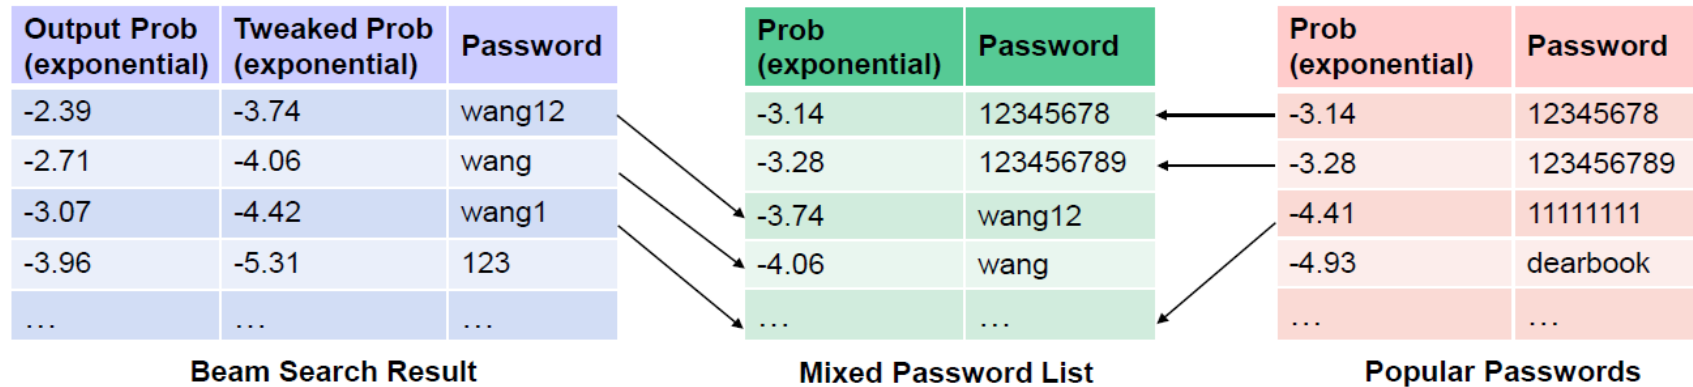 Output Prob (exponential) Tweaked Prob (exponential) Password
-2.39 -3.74 wang12
-2.71 -4.06 wang
-3.07 -4.42 wang1
-3.96 -5.31 123
... ... ...
Beam Search Result
Prob (exponential) Password
-3.14 12345678
-3.28 123456789
-3.74 wang12
-4.06 wang
... ...
Mixed Password List
Prob (exponential) Password
-3.14 12345678
-3.28 123456789
-4.41 11111111
-4.93 dearbook
... ...
Popular Passwords